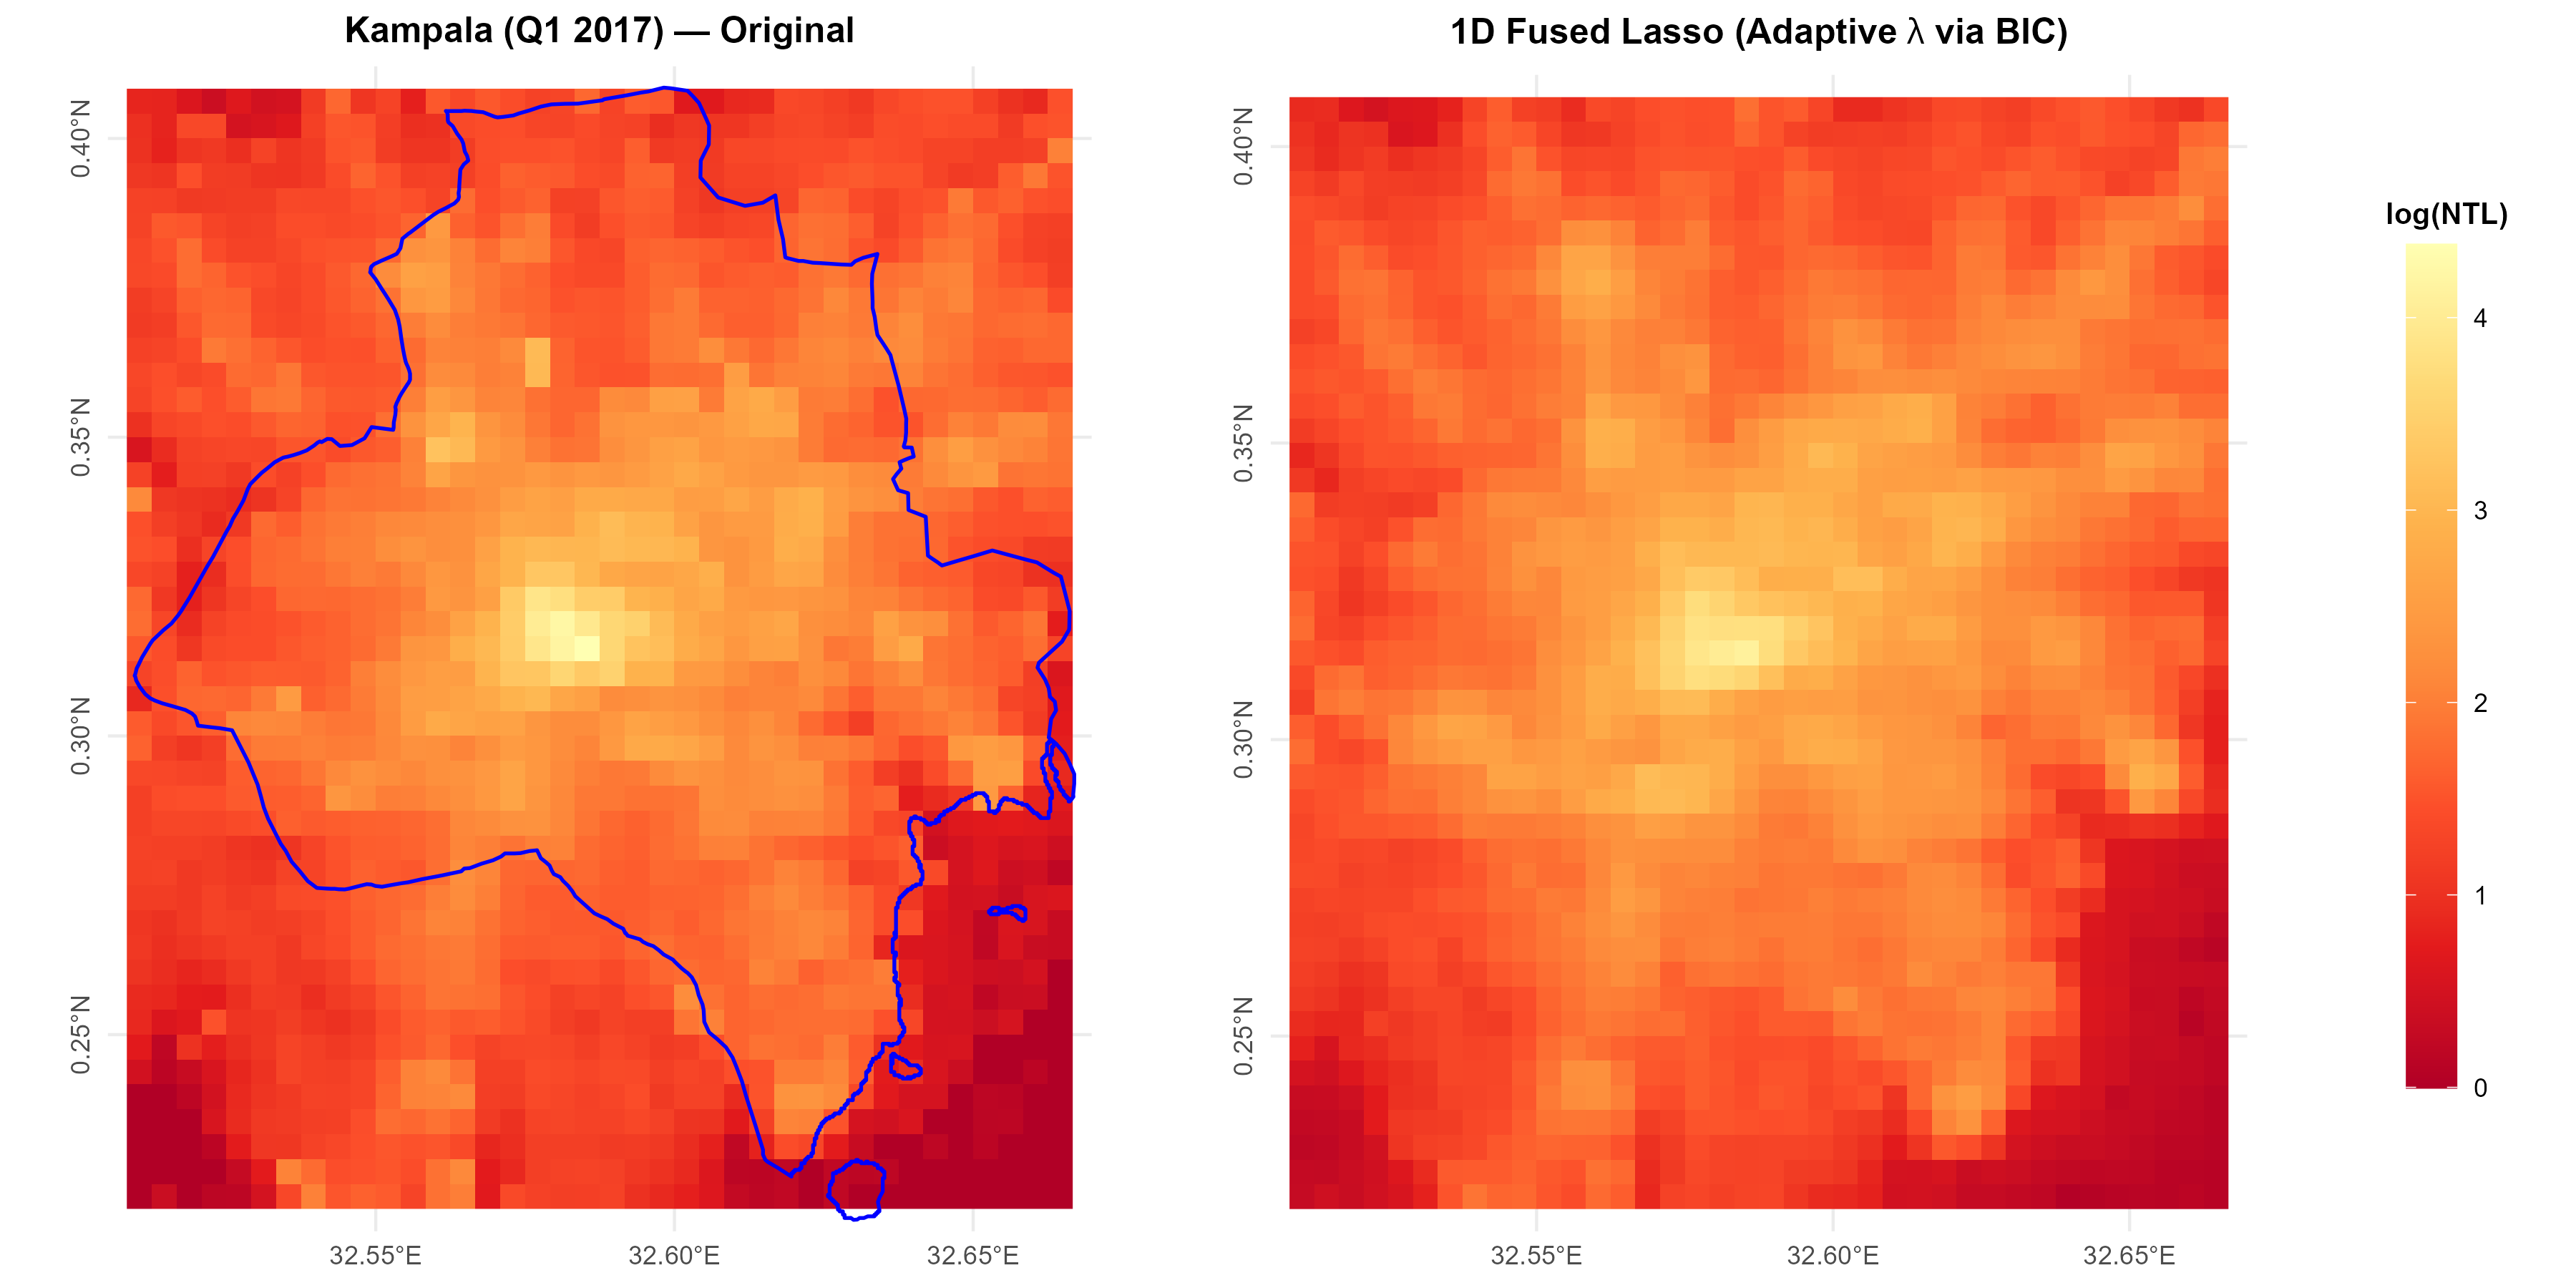 Kampala (Q1 2017) — Original
0.40°N
0.35°N
0.30°N
0.25°N
32.55°E
32.60°E
32.65°E
1D Fused Lasso (Adaptive λ via BIC)
0.40°N
0.35°N
0.30°N
0.25°N
32.55°E
32.60°E
32.65°E
log(NTL)
4
3
2
1
0